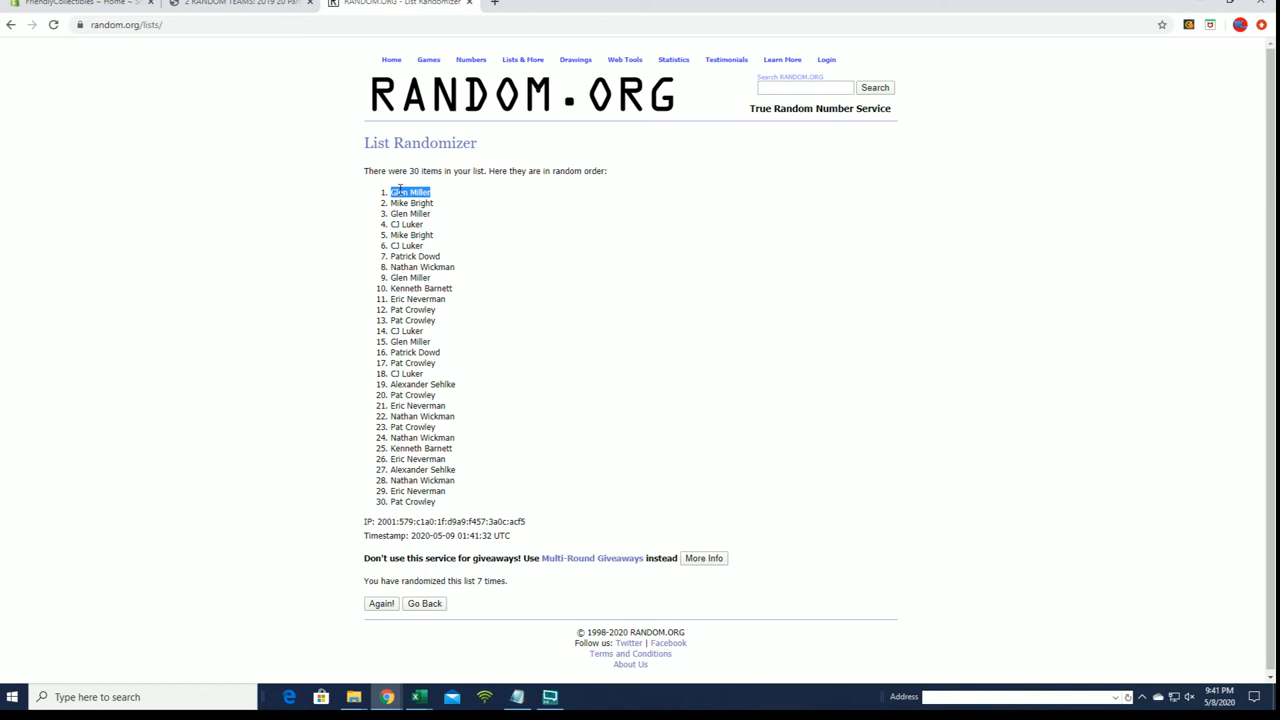 FriendlyCollectibles ~ Home ~ S
2 RANDOM TEAMS: 2019 20 Pan
RANDOM.ORG - List Randomizer
random.org/lists/
Home Games Numbers Lists & More Drawings Web Tools Statistics Testimonials Learn More Login
RANDOM.ORG
Search RANDOM.ORG
Search
True Random Number Service
List Randomizer
There were 30 items in your list. Here they are in random order:
1. Glen Miller
2. Mike Bright
3. Glen Miller
4. CJ Luker
5. Mike Bright
6. CJ Luker
7. Patrick Dowd
8. Nathan Wickman
9. Glen Miller
10. Kenneth Barnett
11. Eric Neverman
12. Pat Crowley
13. Pat Crowley
14. CJ Luker
15. Glen Miller
16. Patrick Dowd
17. Pat Crowley
18. CJ Luker
19. Alexander Sehlke
20. Pat Crowley
21. Eric Neverman
22. Nathan Wickman
23. Pat Crowley
24. Nathan Wickman
25. Kenneth Barnett
26. Eric Neverman
27. Alexander Sehlke
28. Nathan Wickman
29. Eric Neverman
30. Pat Crowley
IP: 2001:579:c1a0:1f:d9a9:f457:3a0c:acf5
Timestamp: 2020-05-09 01:41:32 UTC
Don't use this service for giveaways! Use Multi-Round Giveaways instead More Info
You have randomized this list 7 times.
Again! Go Back
© 1998-2020 RANDOM.ORG
Follow us: Twitter | Facebook
Terms and Conditions
About Us
Type here to search
Address
9:41 PM
5/8/2020